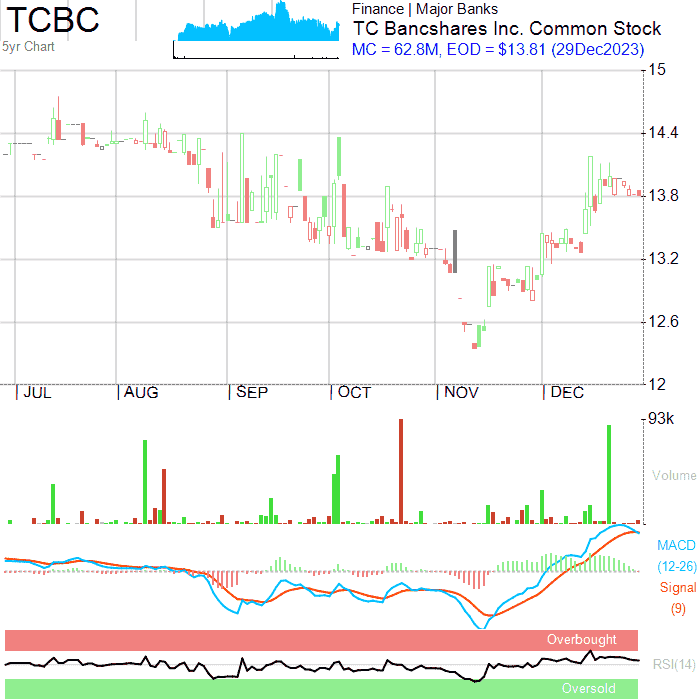 TCBC
5yr Chart
Finance | Major Banks
TC Bancshares Inc. Common Stock
MC = 62.8M, EOD = $13.81 (29Dec2023)
15
14.4
13.8
13.2
12.6
12
JUL AUG SEP OCT NOV DEC
93k
Volume
MACD
(12-26)
Signal
(9)
Overbought
RSI(14)
Oversold